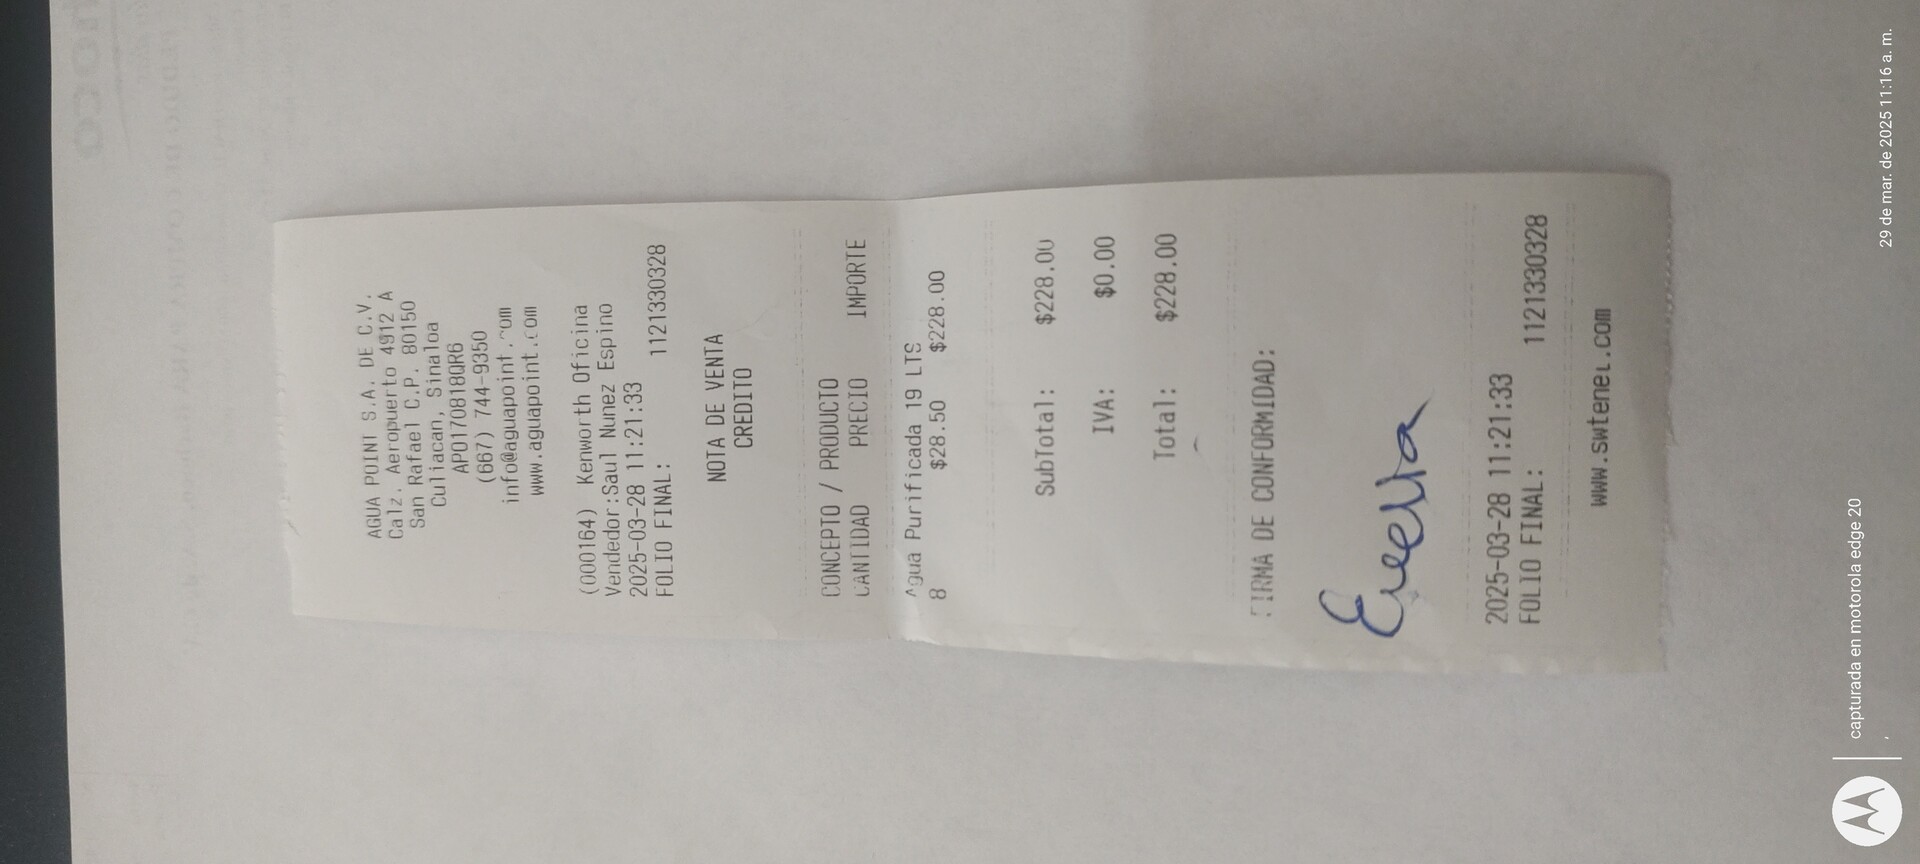 AGUA POINT S.A. DE C.V.
Calz. Aeropuerto 4912 A
San Rafael C.P. 80150
Culiacan, Sinaloa
APO170818QR6
(667) 744-9350
info@aguapoint.com
www.aguapoint.com
(000164) Kenworth Oficina
Vendedor:Saul Nunez Espino
2025-03-28 11:21:33
FOLIO FINAL: 1121330328
NOTA DE VENTA
CREDITO
CONCEPTO / PRODUCTO
CANTIDAD PRECIO IMPORTE
Agua Purificada 19 LTS
8 $28.50 $228.00
SubTotal: $228.00
IVA: $0.00
Total: $228.00
FIRMA DE CONFORMIDAD:
2025-03-28 11:21:33
FOLIO FINAL: 1121330328
www.swtenel.com
capturada en motorola edge 20
29 de mar. de 2025 11:16 a. m.